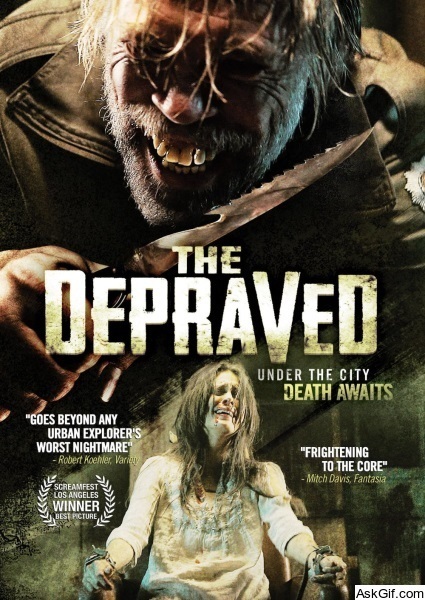 THE
DEPRAVED
UNDER THE CITY
DEATH AWAITS
"GOES BEYOND ANY
URBAN EXPLORER'S
WORST NIGHTMARE"
- Robert Koehler, Variety
"FRIGHTENING
TO THE CORE"
- Mitch Davis, Fantasia
SCREAMFEST
LOS ANGELES
WINNER
BEST PICTURE
AskGif.com